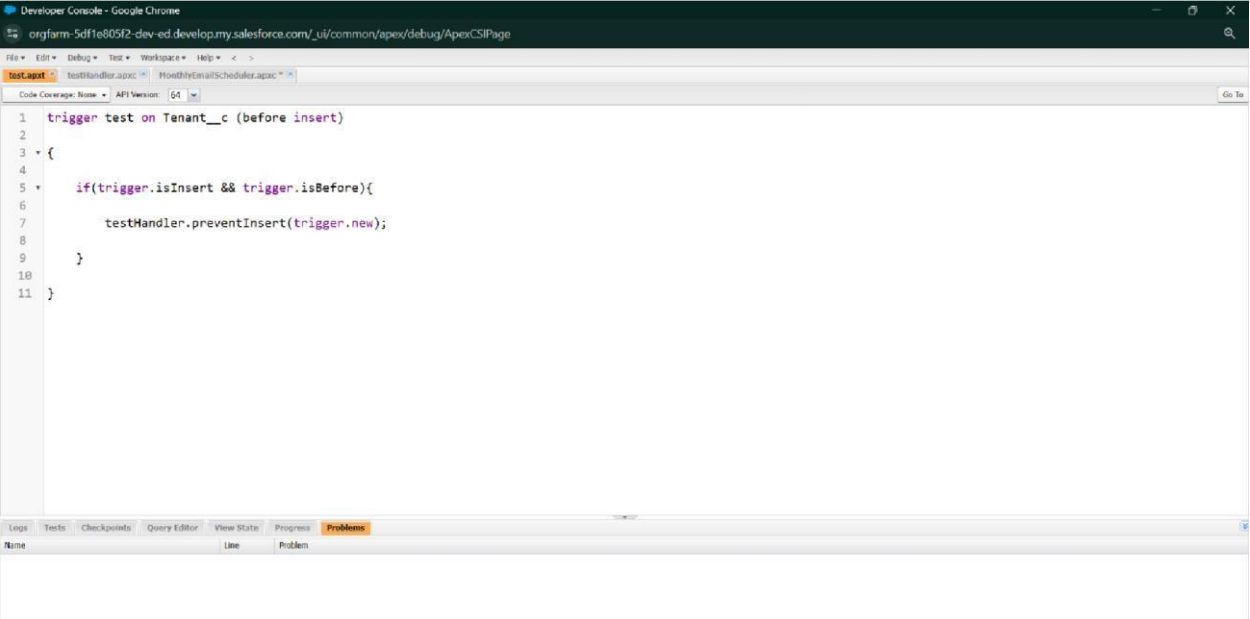 Developer Console - Google Chrome
orgfarm-5df1e805f2-dev-ed.develop.my.salesforce.com/_ui/common/apex/debug/ApexCSIPage
File Edit Debug Test Workspace Help < >
test.apxt testHandler.apxc MonthlyEmailScheduler.apxc *
Code Coverage: None API Version: 64 Go To
1 trigger test on Tenant__c (before insert)
2
3 {
4
5 if(trigger.isInsert && trigger.isBefore){
6
7 testHandler.preventInsert(trigger.new);
8
9 }
10
11 }
Logs Tests Checkpoints Query Editor View State Progress Problems
Name Line Problem